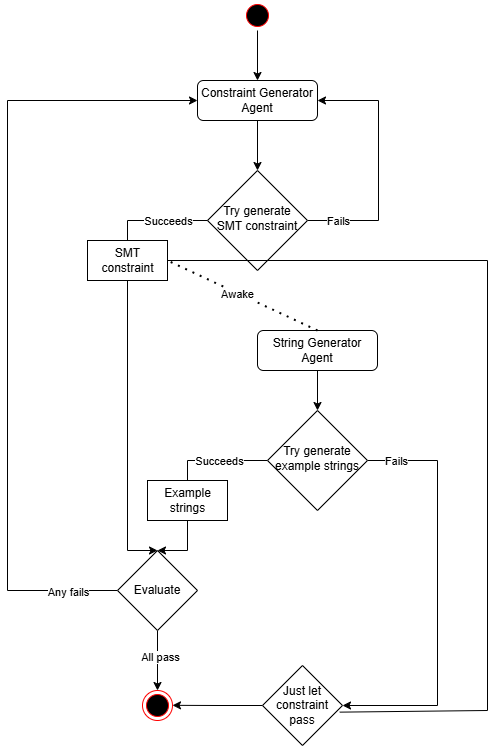 Constraint Generator
Agent
Try generate
SMT constraint
Succeeds
Fails
SMT
constraint
Awake
String Generator
Agent
Try generate
example strings
Succeeds
Fails
Example
strings
Evaluate
Any fails
All pass
Just let
constraint
pass